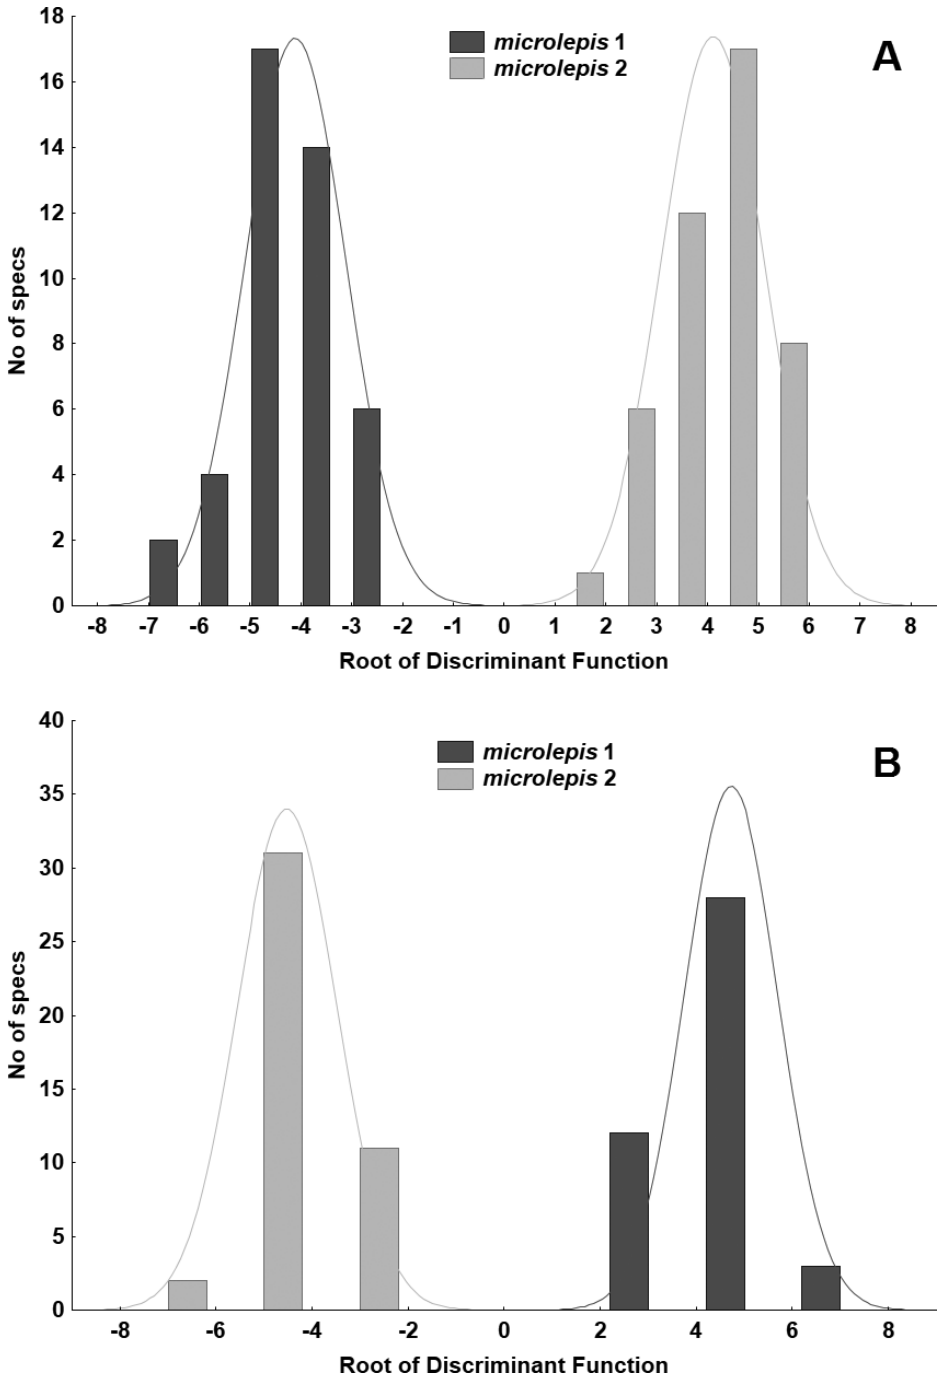 18
16
14
12
10
8
6
4
2
0
No of specs
microlepis 1
microlepis 2
A
-8 -7 -6 -5 -4 -3 -2 -1 0 1 2 3 4 5 6 7 8
Root of Discriminant Function
40
35
30
25
20
15
10
5
0
No of specs
microlepis 1
microlepis 2
B
-8 -6 -4 -2 0 2 4 6 8
Root of Discriminant Function